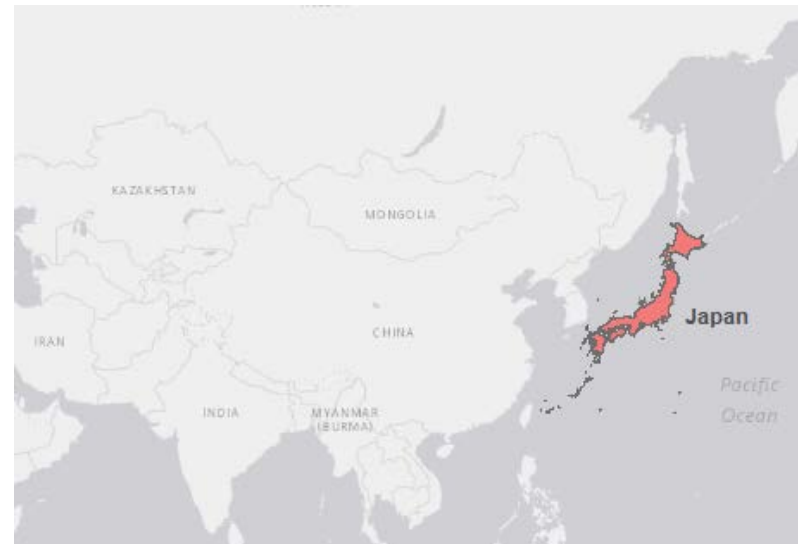 KAZAKHSTAN
MONGOLIA
Japan
CHINA
IRAN
Pacific
Ocean
INDIA
MYANMAR
(BURMA)